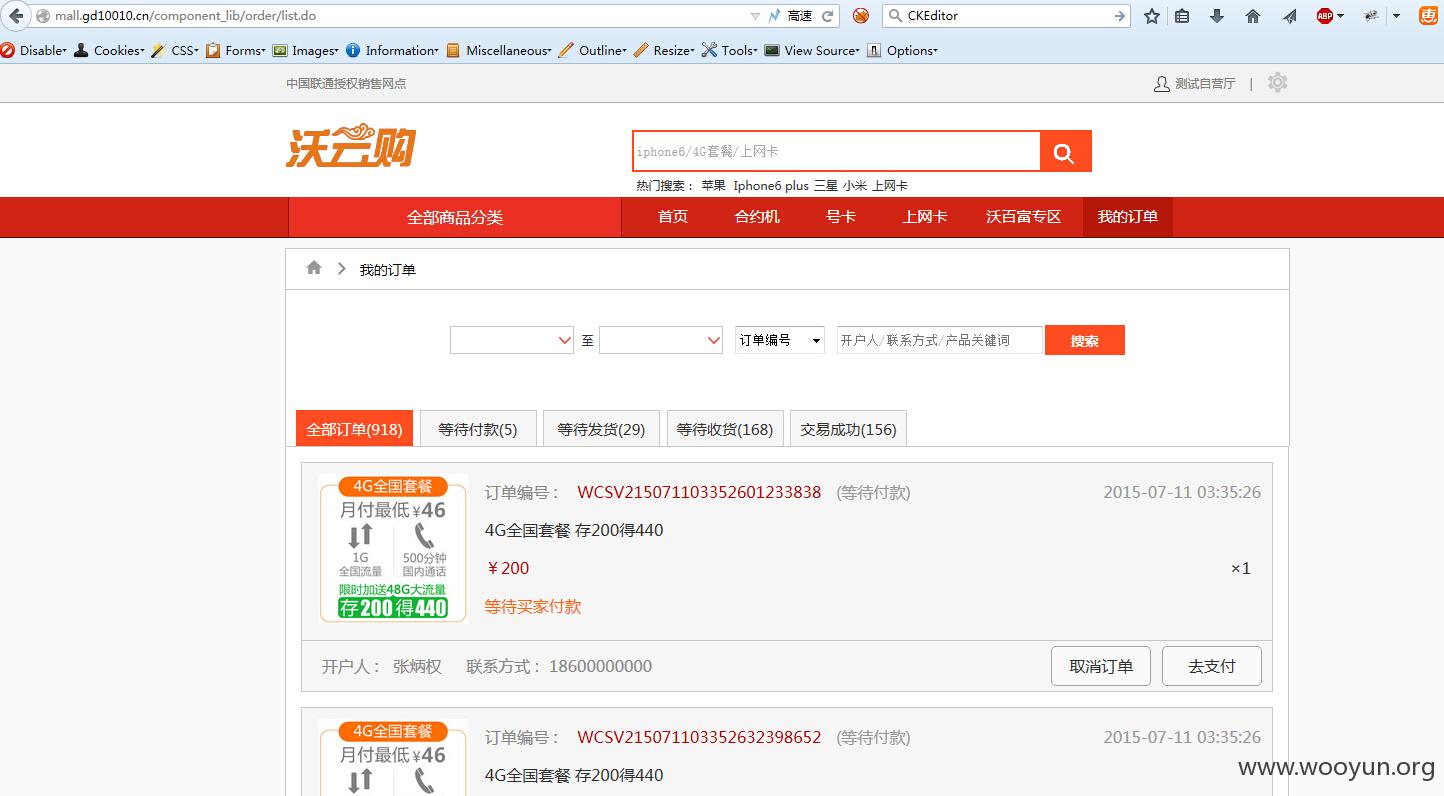 mall.gd10010.cn/component_lib/order/list.do
高速
CKEditor
ABP
惠
Disable Cookies CSS Forms Images Information Miscellaneous Outline Resize Tools View Source Options
中国联通授权销售网点
测试自营厅 |
沃云购
iphone6/4G套餐/上网卡
热门搜索： 苹果 Iphone6 plus 三星 小米 上网卡
全部商品分类 首页 合约机 号卡 上网卡 沃百富专区 我的订单
我的订单
至 订单编号 开户人/联系方式/产品关键词 搜索
全部订单(918) 等待付款(5) 等待发货(29) 等待收货(168) 交易成功(156)
4G全国套餐
月付最低¥46
1G 500分钟
全国流量 国内通话
限时加送48G大流量
存200得440
订单编号： WCSV215071103352601233838 (等待付款) 2015-07-11 03:35:26
4G全国套餐 存200得440
￥200 ×1
等待买家付款
开户人： 张炳权 联系方式：18600000000 取消订单 去支付
4G全国套餐
月付最低¥46
订单编号： WCSV215071103352632398652 (等待付款) 2015-07-11 03:35:26
4G全国套餐 存200得440
www.wooyun.org